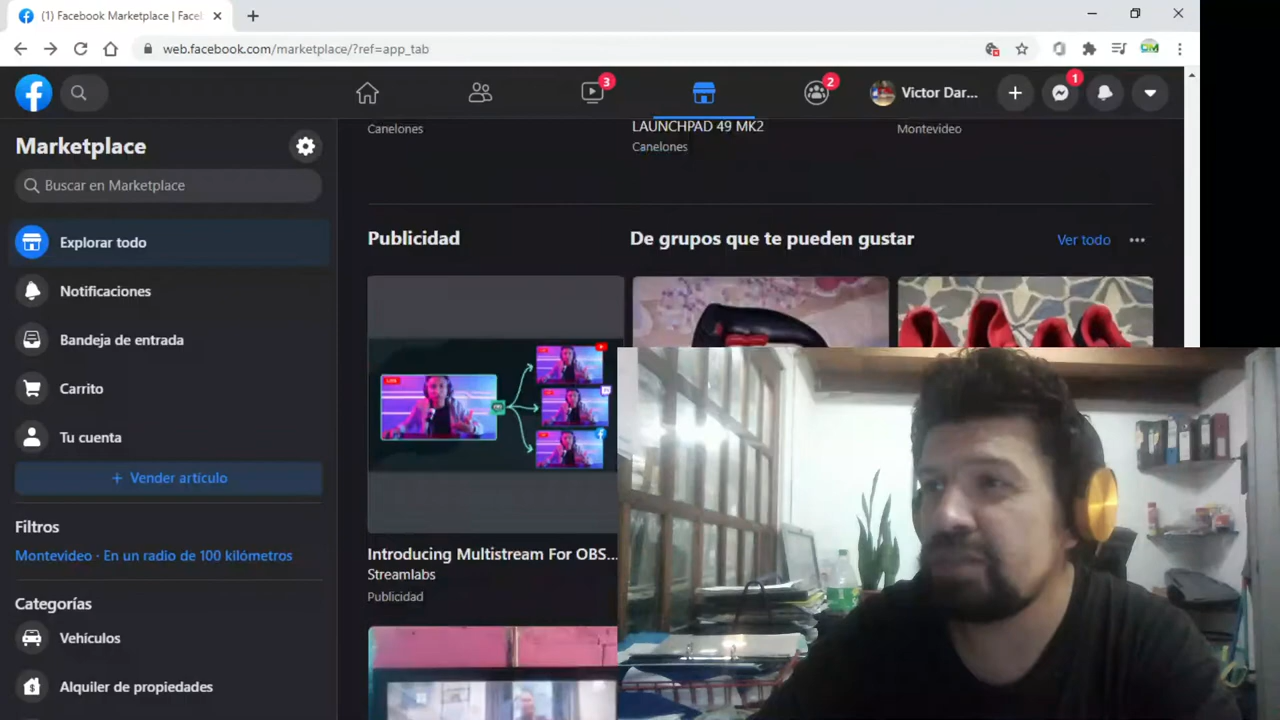 (1) Facebook Marketplace | Face
web.facebook.com/marketplace/?ref=app_tab
3
2
Victor Dar...
1
Marketplace
Buscar en Marketplace
Explorar todo
Notificaciones
Bandeja de entrada
Carrito
Tu cuenta
+ Vender artículo
Filtros
Montevideo · En un radio de 100 kilómetros
Categorías
Vehículos
Alquiler de propiedades
Canelones
LAUNCHPAD 49 MK2
Canelones
Montevideo
Publicidad
De grupos que te pueden gustar
Ver todo
Introducing Multistream For OBS...
Streamlabs
Publicidad